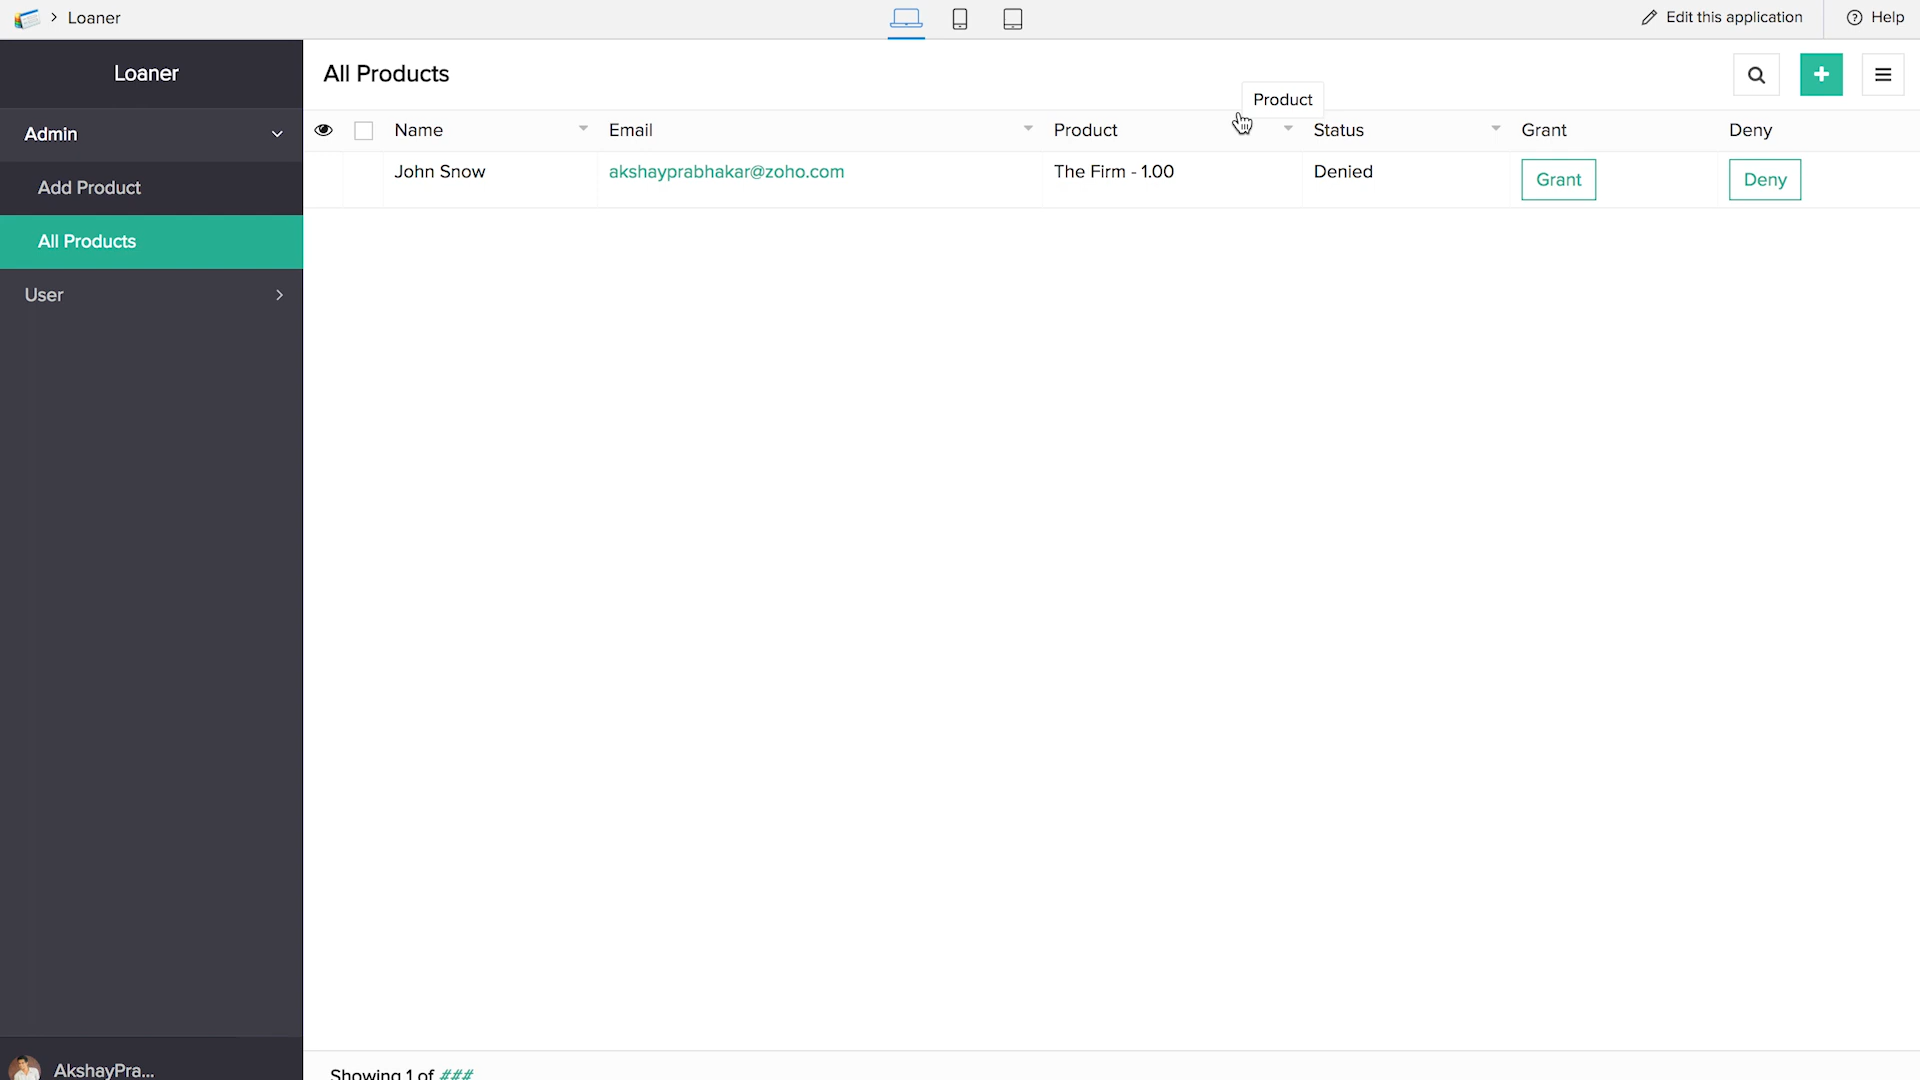 Loaner
Edit this application
Help
Loaner
Admin
Add Product
All Products
User
AkshayPra...
All Products
Product
Name
Email
Product
Status
Grant
Deny
John Snow
akshayprabhakar@zoho.com
The Firm - 1.00
Denied
Grant
Deny
Showing 1 of ###